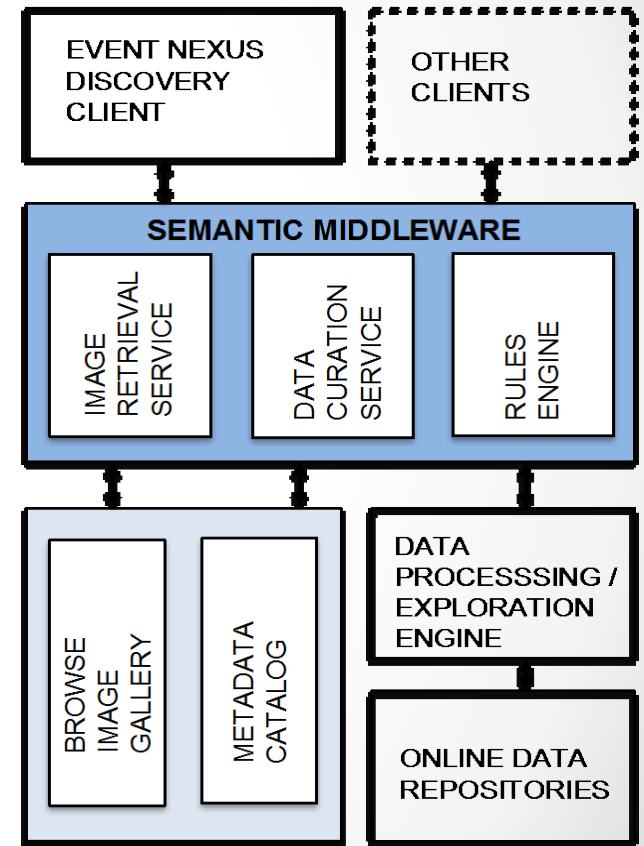 EVENT NEXUS
DISCOVERY
CLIENT
OTHER
CLIENTS
SEMANTIC MIDDLEWARE
IMAGE
RETRIEVAL
SERVICE
DATA
CURATION
SERVICE
RULES
ENGINE
BROWSE
IMAGE
GALLERY
METADATA
CATALOG
DATA
PROCESSSING /
EXPLORATION
ENGINE
ONLINE DATA
REPOSITORIES